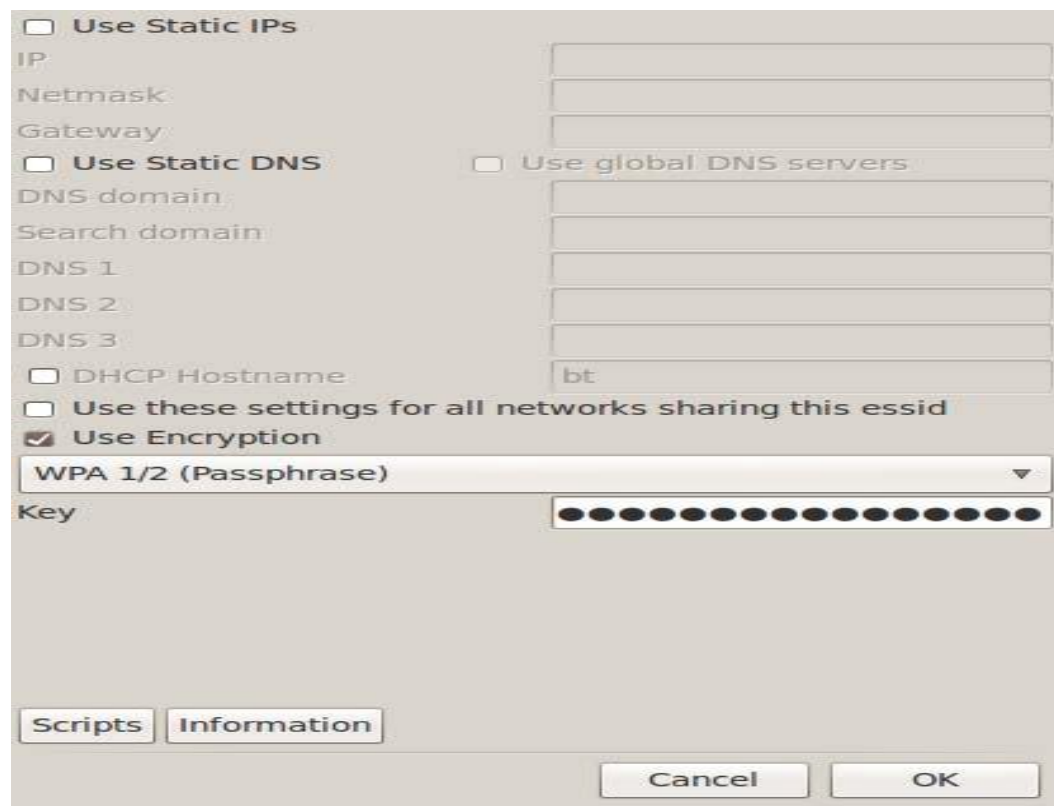 Use Static IPs
IP
Netmask
Gateway
Use Static DNS Use global DNS servers
DNS domain
Search domain
DNS 1
DNS 2
DNS 3
DHCP Hostname bt
Use these settings for all networks sharing this essid
Use Encryption
WPA 1/2 (Passphrase)
Key ●●●●●●●●●●●●●●●●
Scripts Information
Cancel OK